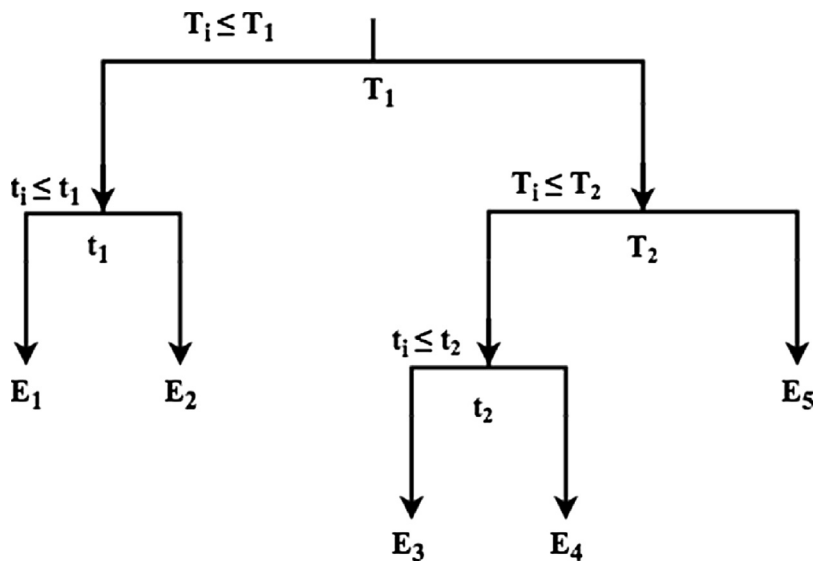 Tᵢ ≤ T₁
T₁
tᵢ ≤ t₁
t₁
Tᵢ ≤ T₂
T₂
E₁
E₂
tᵢ ≤ t₂
t₂
E₅
E₃
E₄